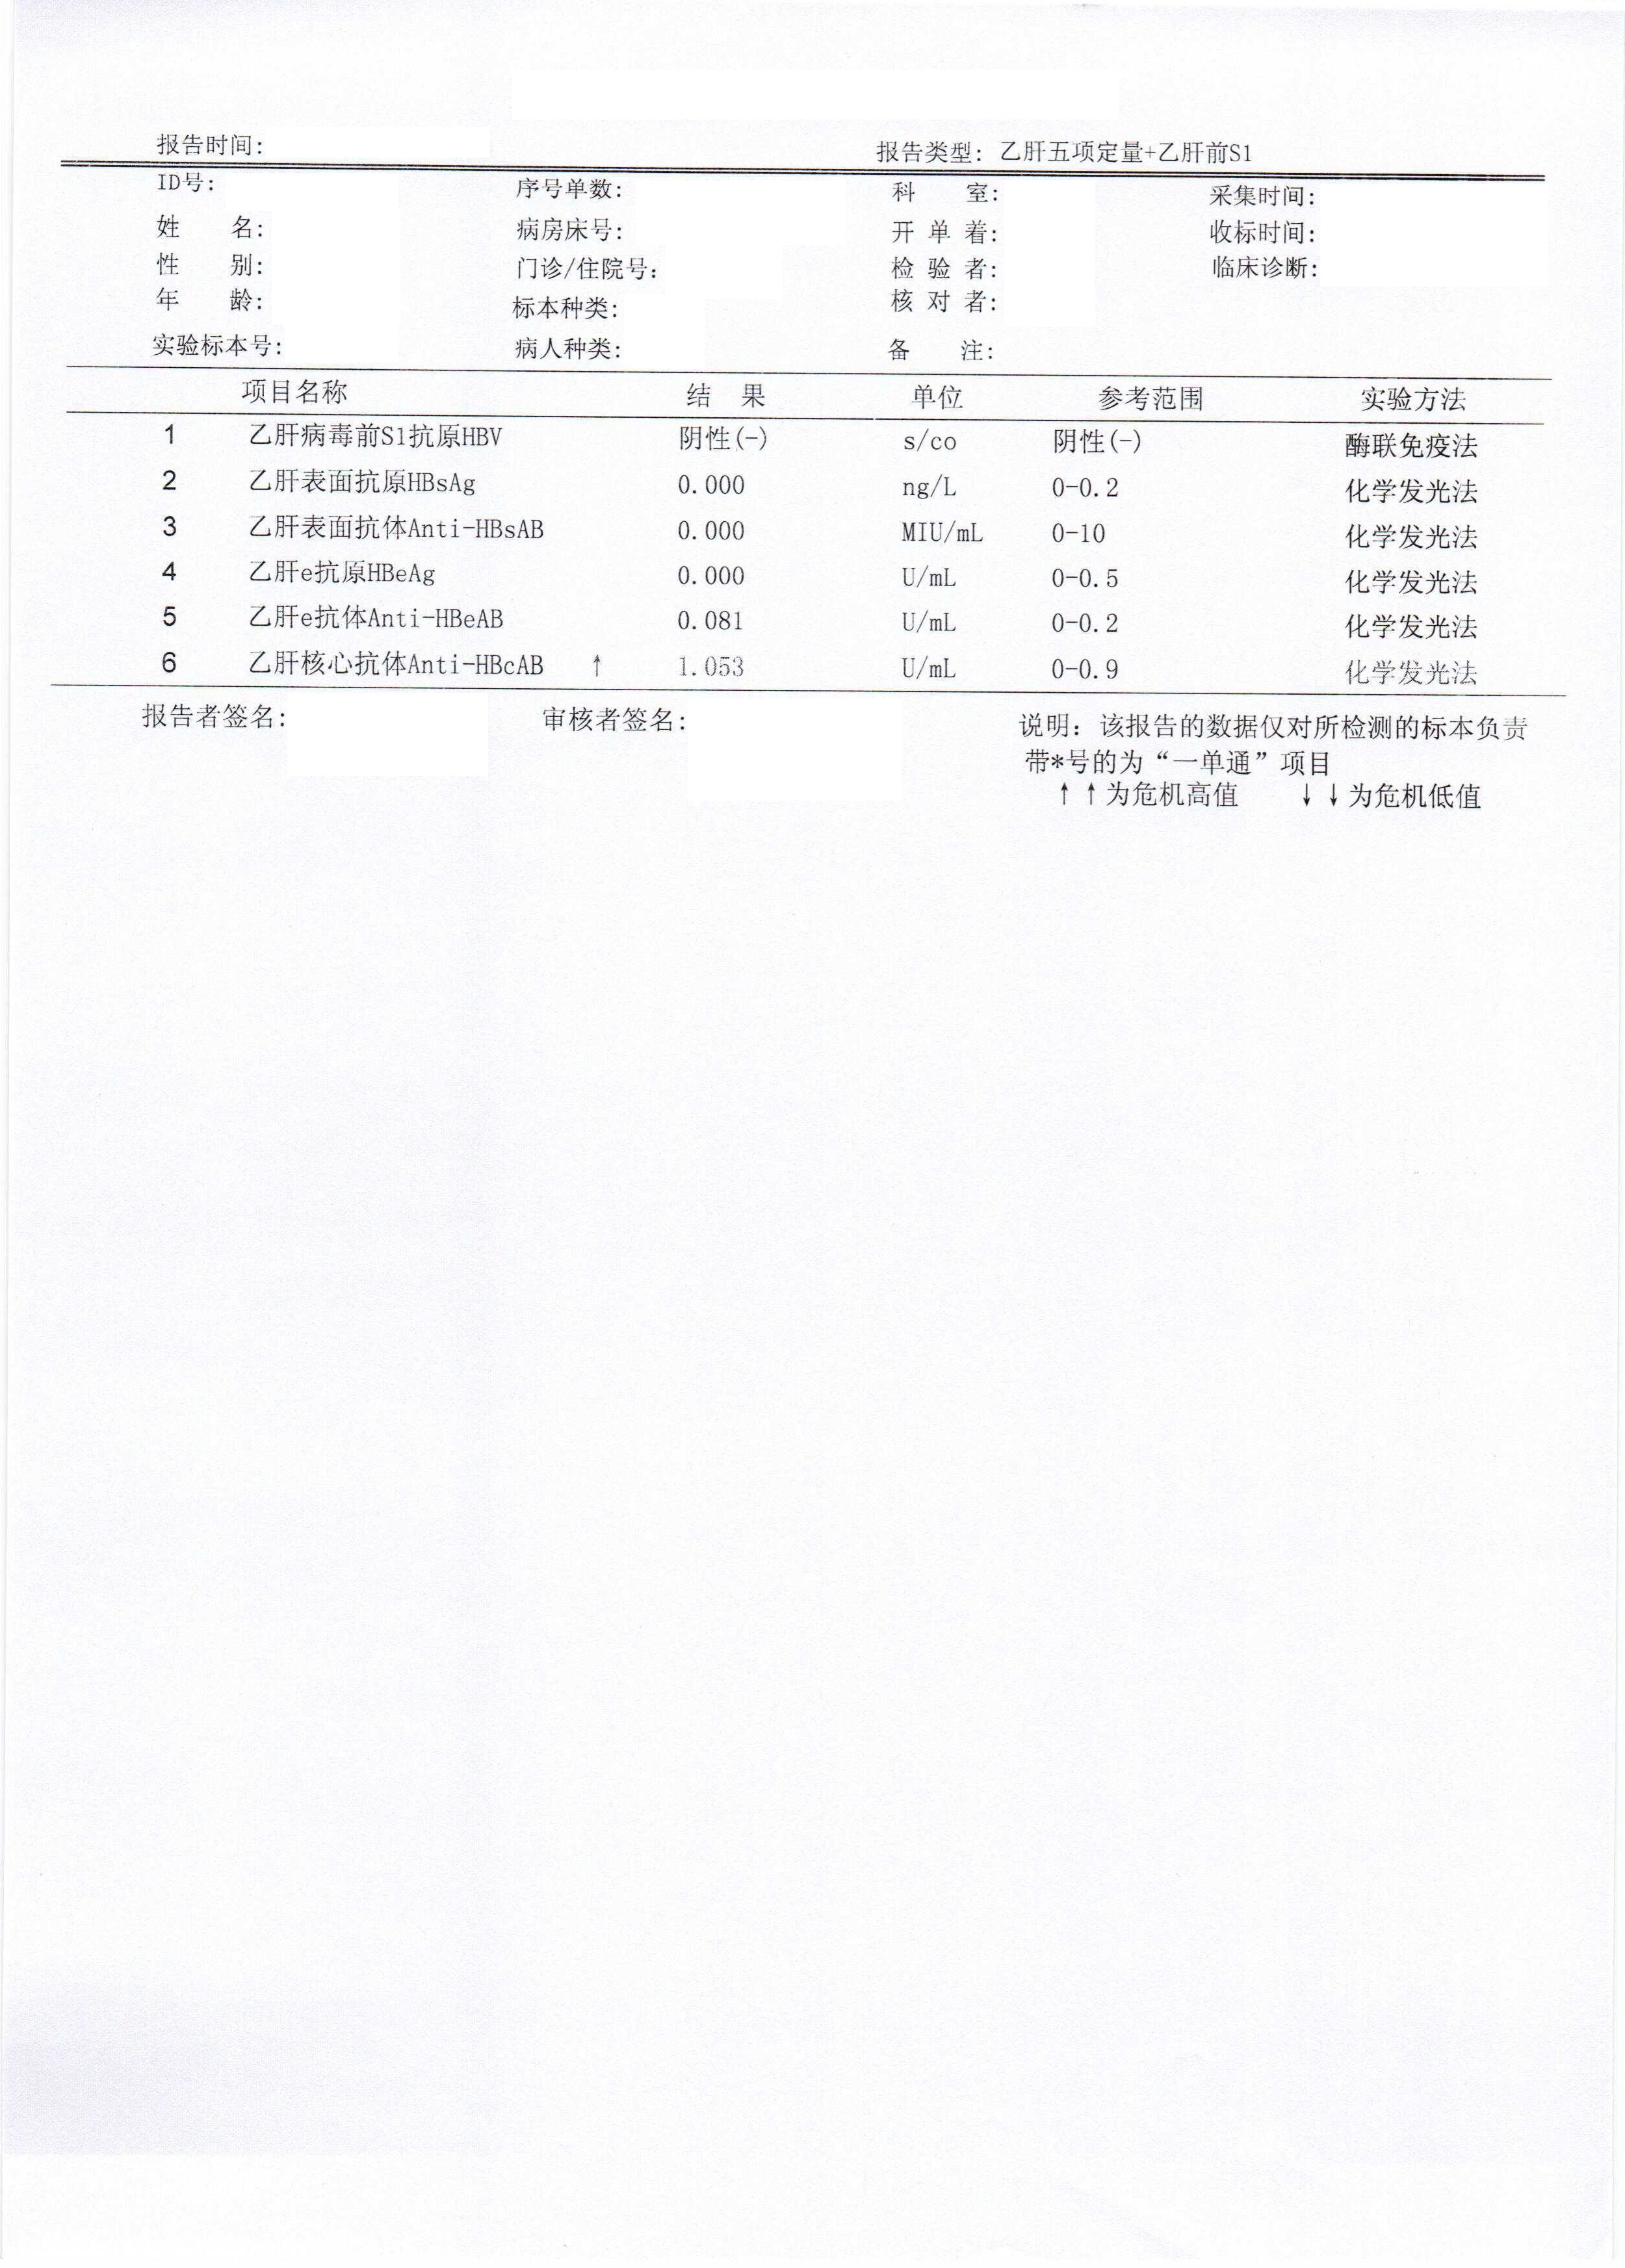 报告时间: 报告类型: 乙肝五项定量+乙肝前S1
ID号: 序号单数: 科 室: 采集时间:
姓 名: 病房床号: 开 单 着: 收标时间:
性 别: 门诊/住院号: 检 验 者: 临床诊断:
年 龄: 标本种类: 核 对 者:
实验标本号: 病人种类: 备 注:
项目名称 结 果 单位 参考范围 实验方法
1 乙肝病毒前S1抗原HBV 阴性(-) s/co 阴性(-) 酶联免疫法
2 乙肝表面抗原HBsAg 0.000 ng/L 0-0.2 化学发光法
3 乙肝表面抗体Anti-HBsAB 0.000 MIU/mL 0-10 化学发光法
4 乙肝e抗原HBeAg 0.000 U/mL 0-0.5 化学发光法
5 乙肝e抗体Anti-HBeAB 0.081 U/mL 0-0.2 化学发光法
6 乙肝核心抗体Anti-HBcAB ↑ 1.053 U/mL 0-0.9 化学发光法
报告者签名: 审核者签名: 说明: 该报告的数据仅对所检测的标本负责
带*号的为“一单通”项目
↑↑为危机高值 ↓↓为危机低值